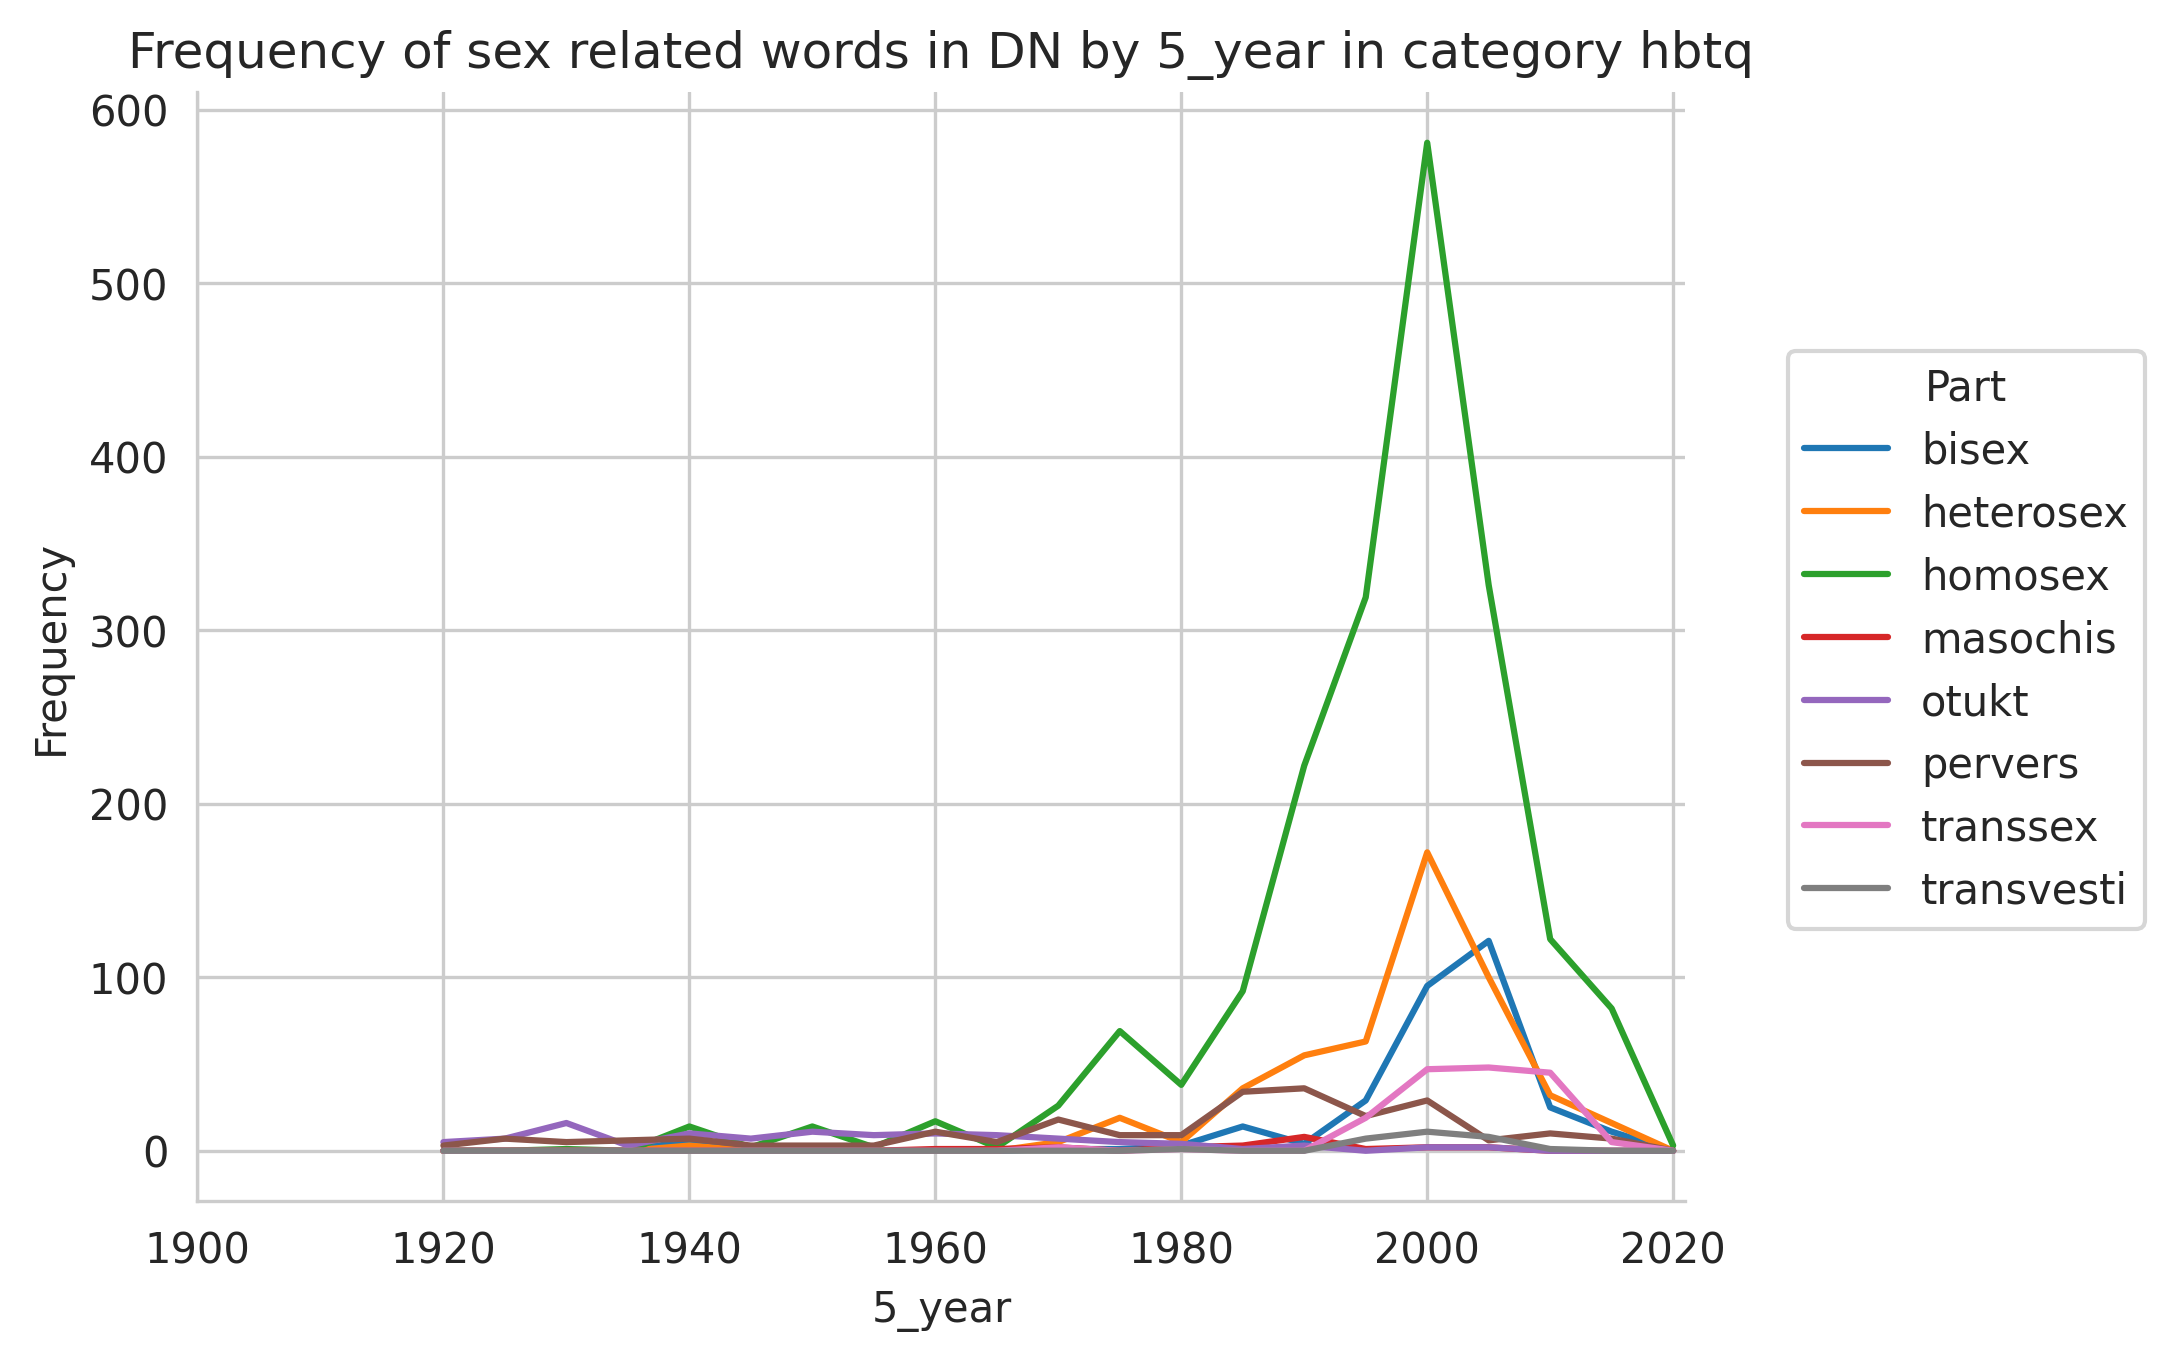 Frequency of sex related words in DN by 5_year in category hbtq
600
500
400
300
200
100
0
Frequency
1900 1920 1940 1960 1980 2000 2020
5_year
Part
bisex
heterosex
homosex
masochis
otukt
pervers
transsex
transvesti